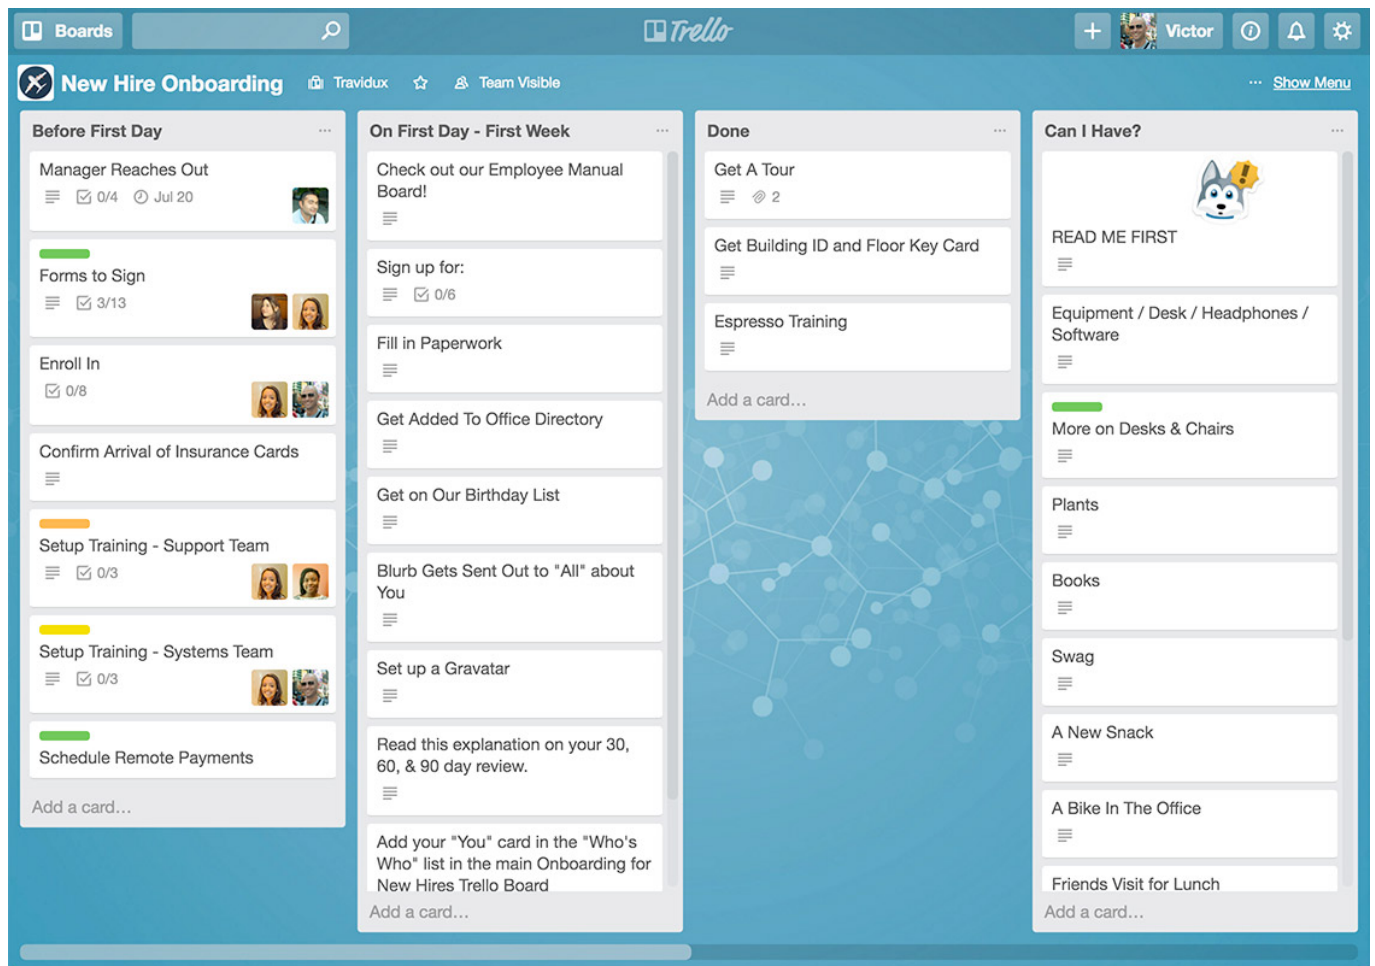 Boards
Trello
Victor
New Hire Onboarding
Travidux
Team Visible
... Show Menu
Before First Day
Manager Reaches Out
0/4 Jul 20
Forms to Sign
3/13
Enroll In
0/8
Confirm Arrival of Insurance Cards
Setup Training - Support Team
0/3
Setup Training - Systems Team
0/3
Schedule Remote Payments
Add a card...
On First Day - First Week
Check out our Employee Manual
Board!
Sign up for:
0/6
Fill in Paperwork
Get Added To Office Directory
Get on Our Birthday List
Blurb Gets Sent Out to "All" about
You
Set up a Gravatar
Read this explanation on your 30,
60, & 90 day review.
Add your "You" card in the "Who's
Who" list in the main Onboarding for
New Hires Trello Board
Add a card...
Done
Get A Tour
2
Get Building ID and Floor Key Card
Espresso Training
Add a card...
Can I Have?
READ ME FIRST
Equipment / Desk / Headphones /
Software
More on Desks & Chairs
Plants
Books
Swag
A New Snack
A Bike In The Office
Friends Visit for Lunch
Add a card...